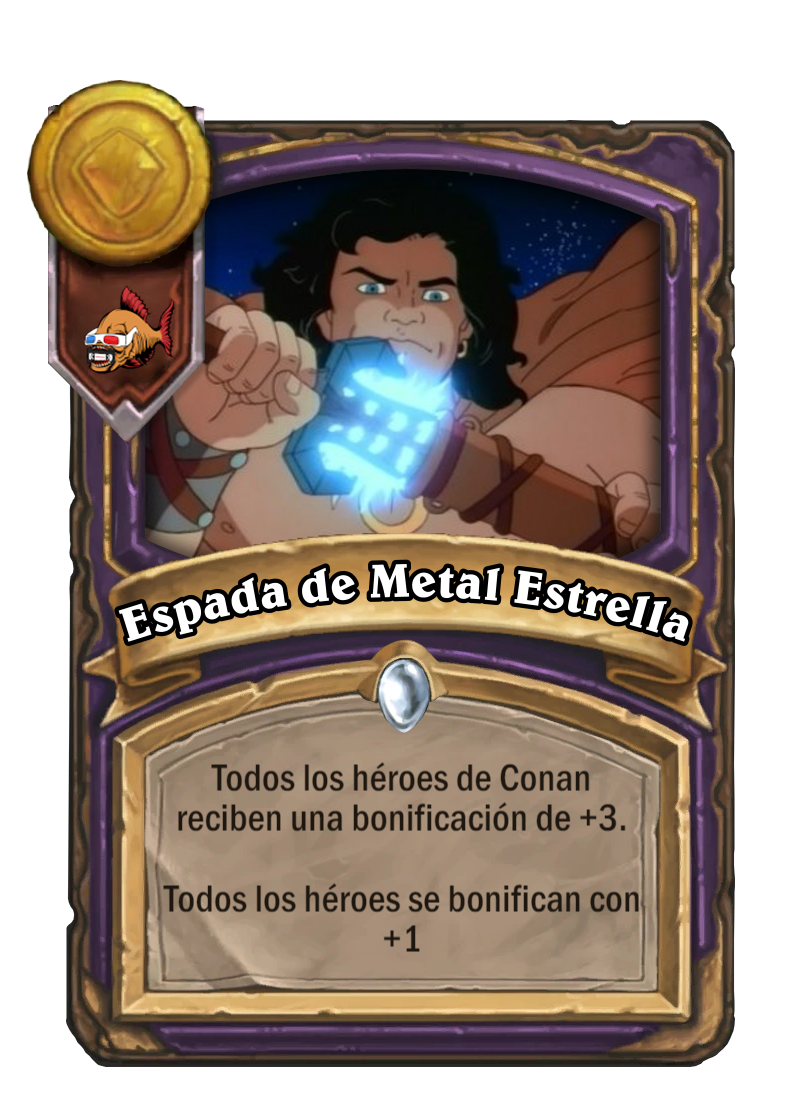 Espada de Metal Estrella
Todos los héroes de Conan
reciben una bonificación de +3.
Todos los héroes se bonifican con
+1